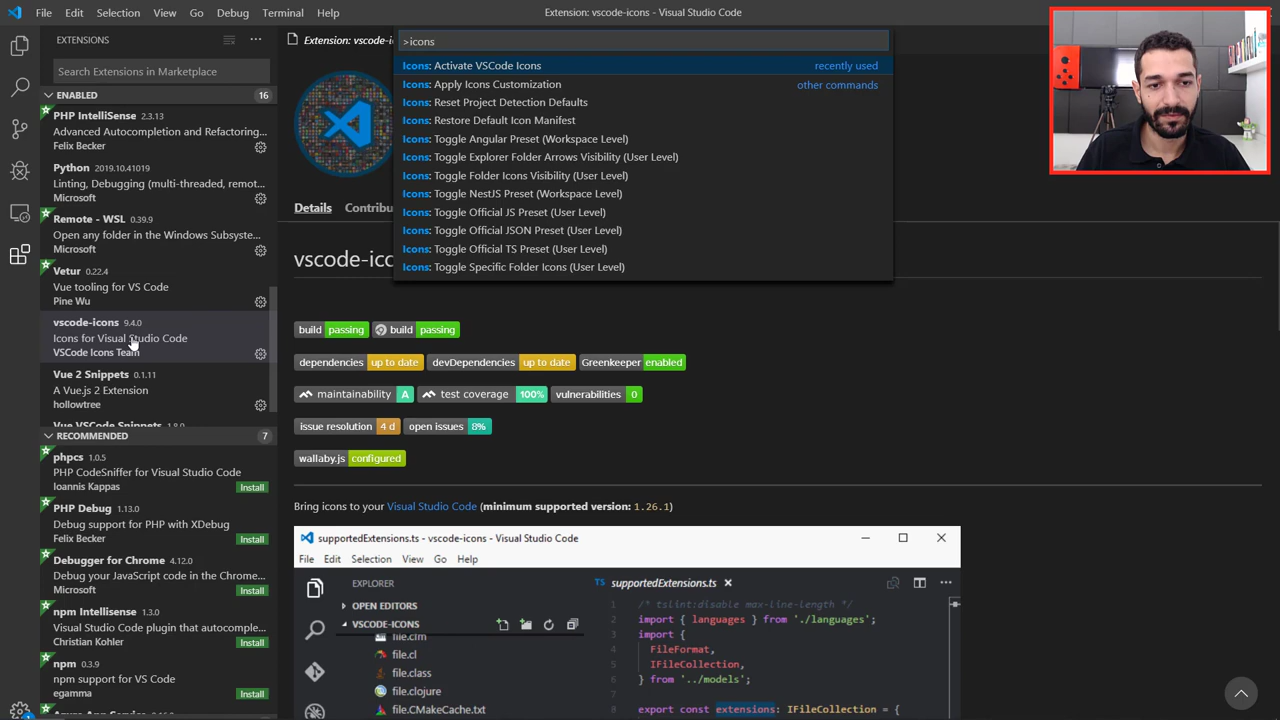 File Edit Selection View Go Debug Terminal Help
Extension: vscode-icons - Visual Studio Code
EXTENSIONS
Search Extensions in Marketplace
ENABLED 16
PHP IntelliSense 2.3.13
Advanced Autocompletion and Refactoring...
Felix Becker
Python 2019.10.41019
Linting, Debugging (multi-threaded, remot...
Microsoft
Remote - WSL 0.39.9
Open any folder in the Windows Subsyste...
Microsoft
Vetur 0.22.4
Vue tooling for VS Code
Pine Wu
vscode-icons 9.4.0
Icons for Visual Studio Code
VSCode Icons Team
Vue 2 Snippets 0.1.11
A Vue.js 2 Extension
hollowtree
Vue VSCode Snippets 1.8.0
RECOMMENDED 7
phpcs 1.0.5
PHP CodeSniffer for Visual Studio Code
Ioannis Kappas Install
PHP Debug 1.13.0
Debug support for PHP with XDebug
Felix Becker Install
Debugger for Chrome 4.12.0
Debug your JavaScript code in the Chrome...
Microsoft Install
npm Intellisense 1.3.0
Visual Studio Code plugin that autocomple...
Christian Kohler Install
npm 0.3.9
npm support for VS Code
egamma Install
Extension: vscode-i
>icons
Icons: Activate VSCode Icons recently used
Icons: Apply Icons Customization other commands
Icons: Reset Project Detection Defaults
Icons: Restore Default Icon Manifest
Icons: Toggle Angular Preset (Workspace Level)
Icons: Toggle Explorer Folder Arrows Visibility (User Level)
Icons: Toggle Folder Icons Visibility (User Level)
Icons: Toggle NestJS Preset (Workspace Level)
Icons: Toggle Official JS Preset (User Level)
Icons: Toggle Official JSON Preset (User Level)
Icons: Toggle Official TS Preset (User Level)
Icons: Toggle Specific Folder Icons (User Level)
Details Contribu
vscode-ico
build passing build passing
dependencies up to date devDependencies up to date Greenkeeper enabled
maintainability A test coverage 100% vulnerabilities 0
issue resolution 4 d open issues 8%
wallaby.js configured
Bring icons to your Visual Studio Code (minimum supported version: 1.26.1)
supportedExtensions.ts - vscode-icons - Visual Studio Code
File Edit Selection View Go Help
EXPLORER
OPEN EDITORS
VSCODE-ICONS
file.cfm
file.cl
file.class
file.clojure
file.CMakeCache.txt
TS supportedExtensions.ts
1 /* tslint:disable max-line-length */
2 import { languages } from './languages';
3 import {
4 FileFormat,
5 IFileCollection,
6 } from '../models';
7
8 export const extensions: IFileCollection = {